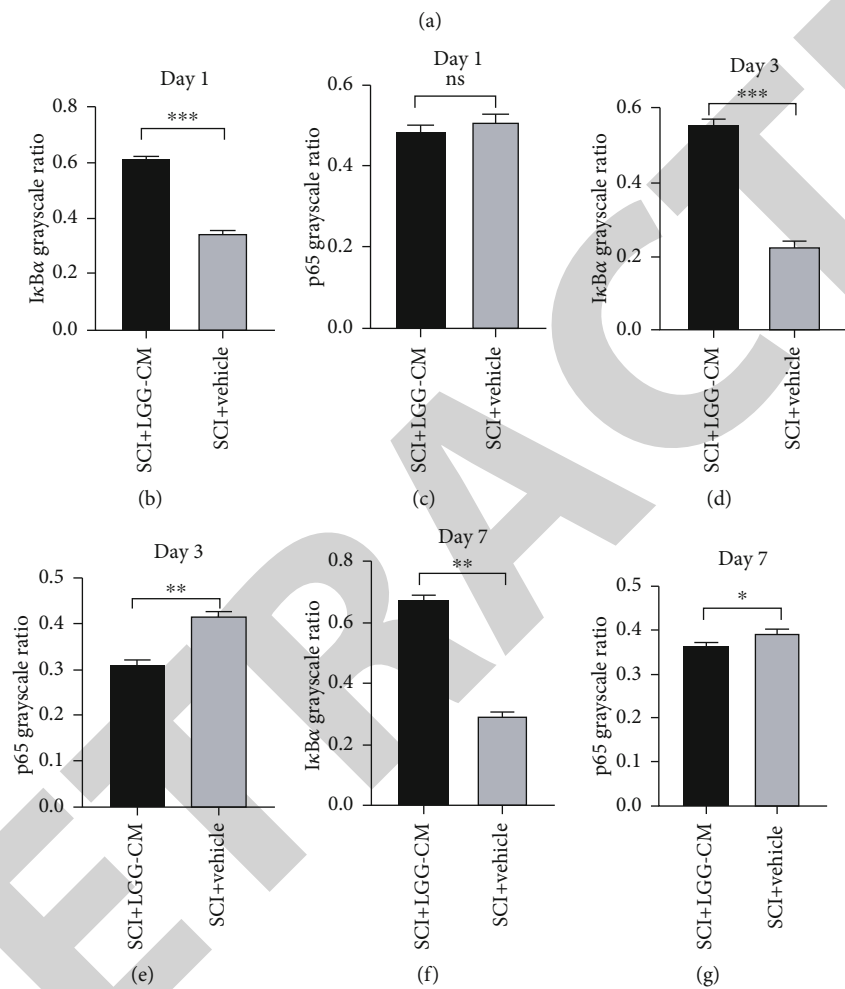 (a)
Day 1
***
IκBα grayscale ratio
0.8
0.6
0.4
0.2
0.0
SCI+LGG-CM
SCI+vehicle
(b)
Day 1
ns
p65 grayscale ratio
0.6
0.4
0.2
0.0
SCI+LGG-CM
SCI+vehicle
(c)
Day 3
***
IκBα grayscale ratio
0.6
0.4
0.2
0.0
SCI+LGG-CM
SCI+vehicle
(d)
Day 3
**
p65 grayscale ratio
0.5
0.4
0.3
0.1
0.0
SCI+LGG-CM
SCI+vehicle
(e)
Day 7
**
IκBα grayscale ratio
0.8
0.6
0.4
0.2
0.0
SCI+LGG-CM
SCI+vehicle
(f)
Day 7
*
p65 grayscale ratio
0.5
0.4
0.3
0.2
0.1
0.0
SCI+LGG-CM
SCI+vehicle
(g)
ETRACT